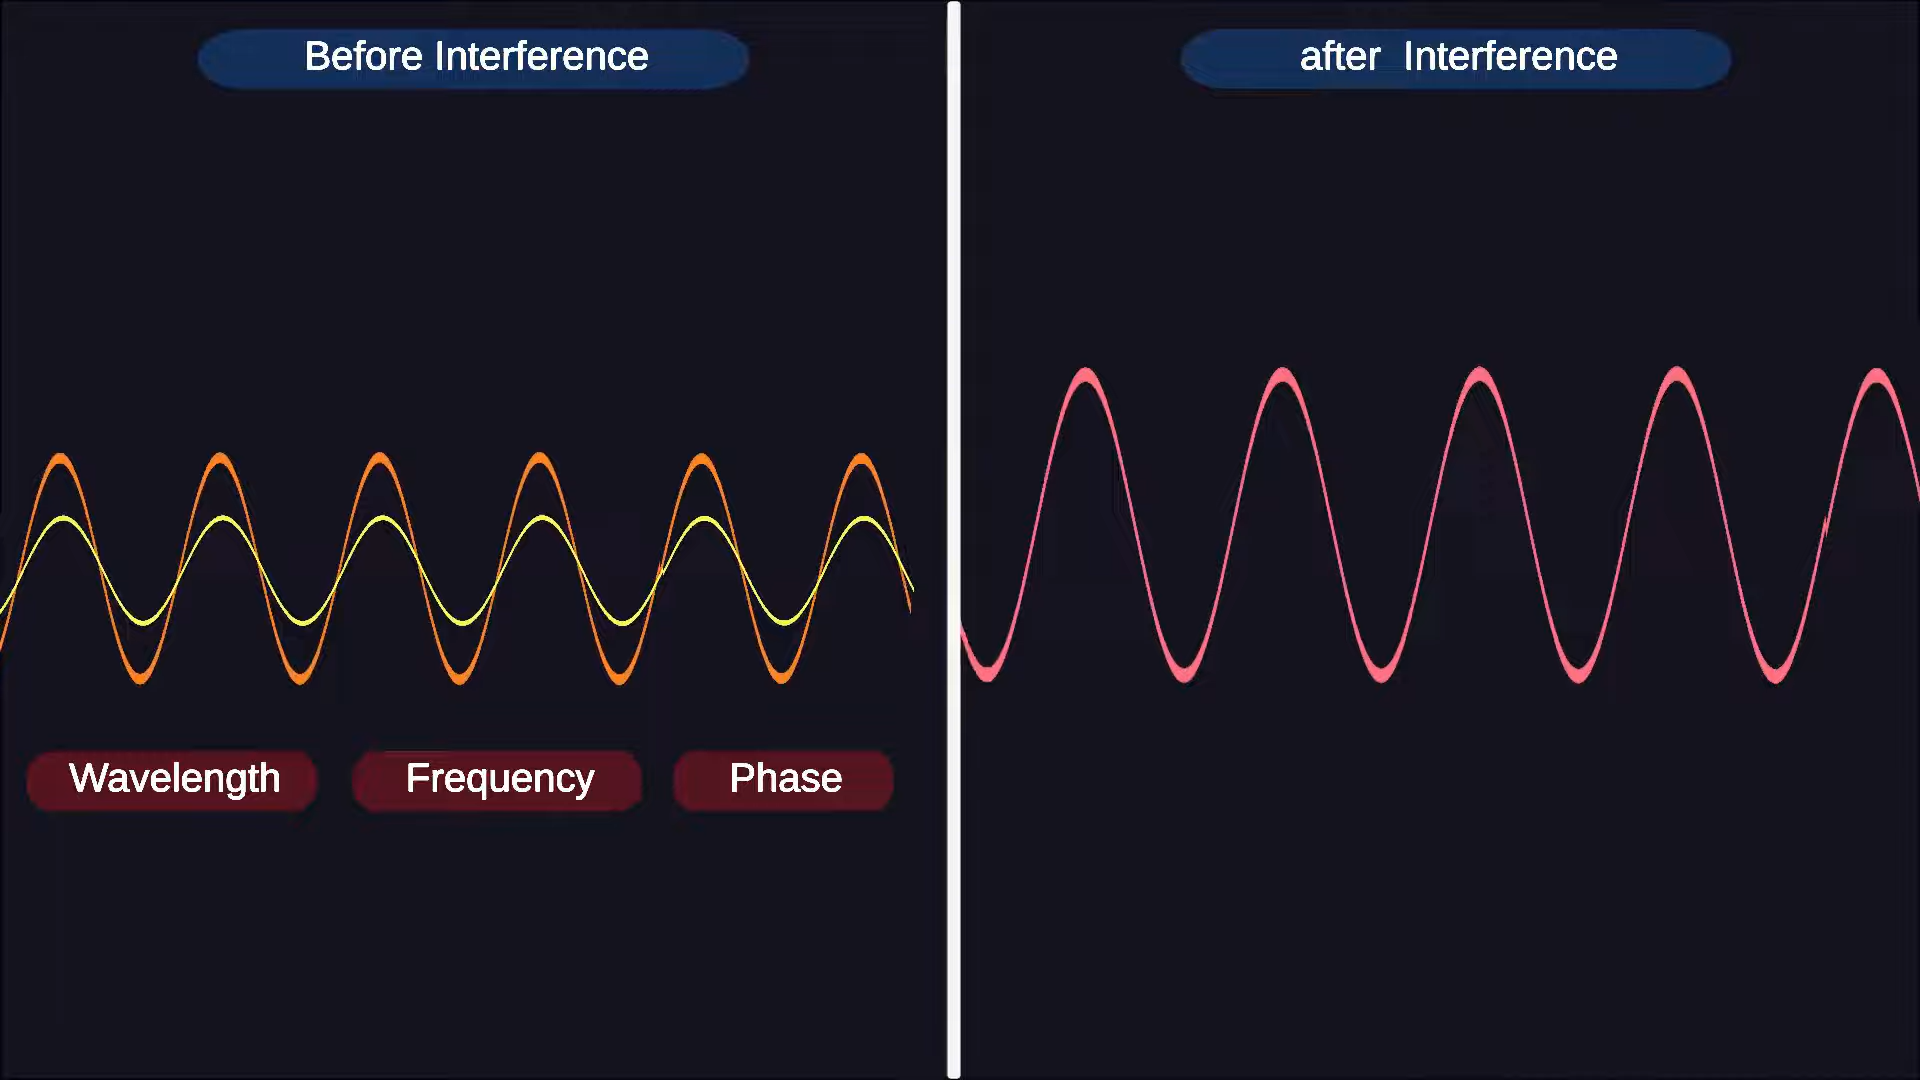 Before Interference
after  Interference
Wavelength
Frequency
Phase